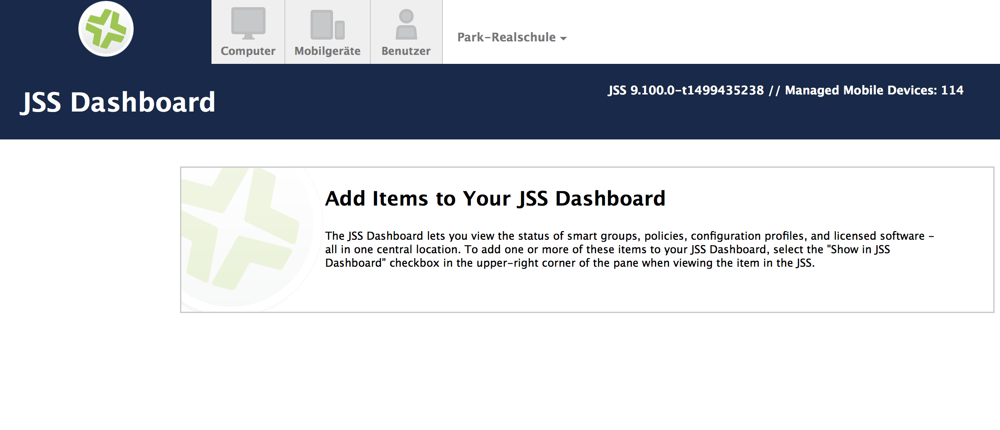 Computer
Mobilgeräte
Benutzer
Park-Realschule
JSS Dashboard
JSS 9.100.0-t1499435238 // Managed Mobile Devices: 114
Add Items to Your JSS Dashboard
The JSS Dashboard lets you view the status of smart groups, policies, configuration profiles, and licensed software -
all in one central location. To add one or more of these items to your JSS Dashboard, select the "Show in JSS
Dashboard" checkbox in the upper-right corner of the pane when viewing the item in the JSS.